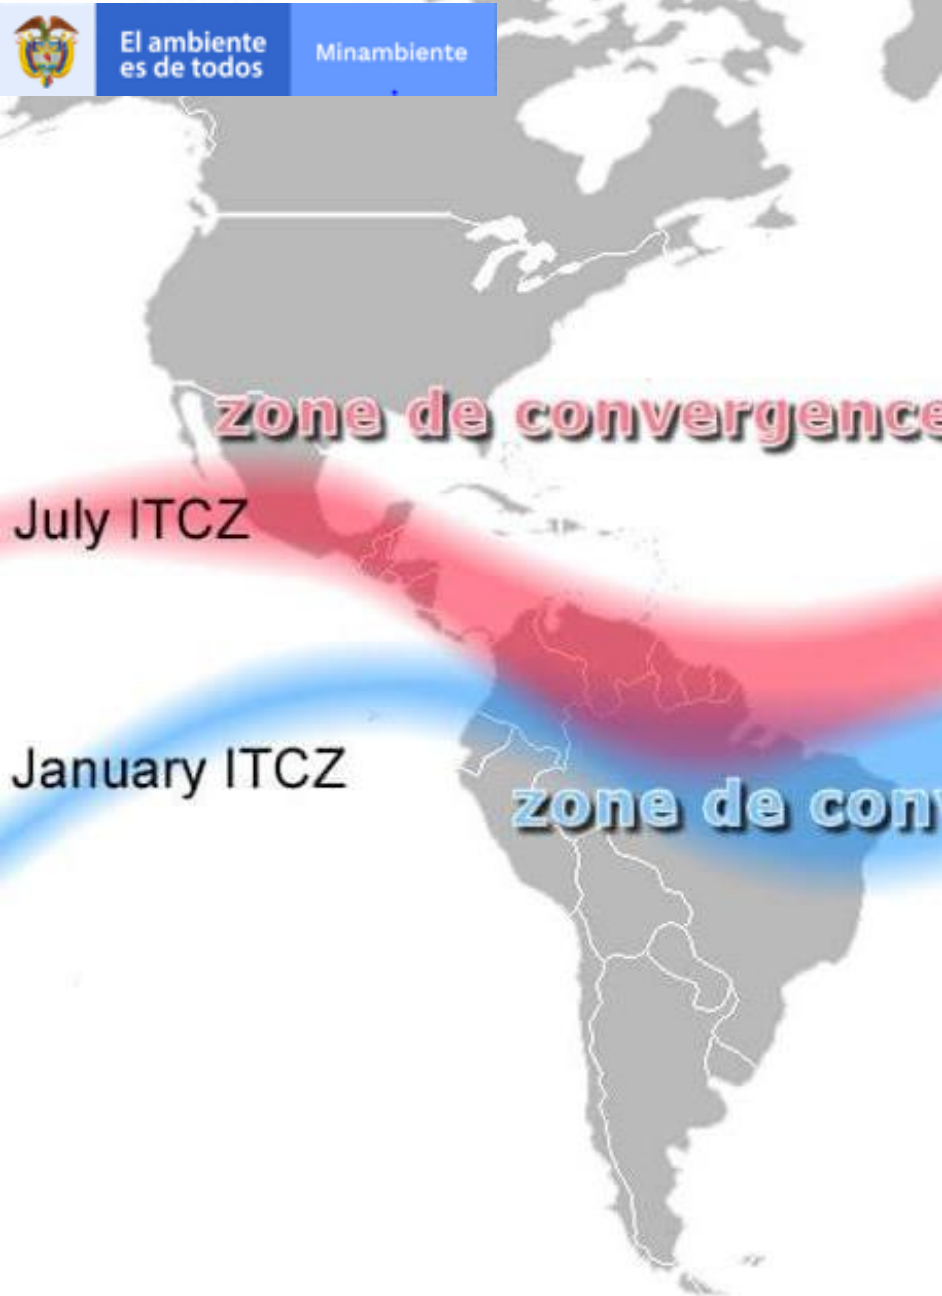 El ambiente
es de todos
Minambiente
zone de convergence
July ITCZ
January ITCZ
zone de con